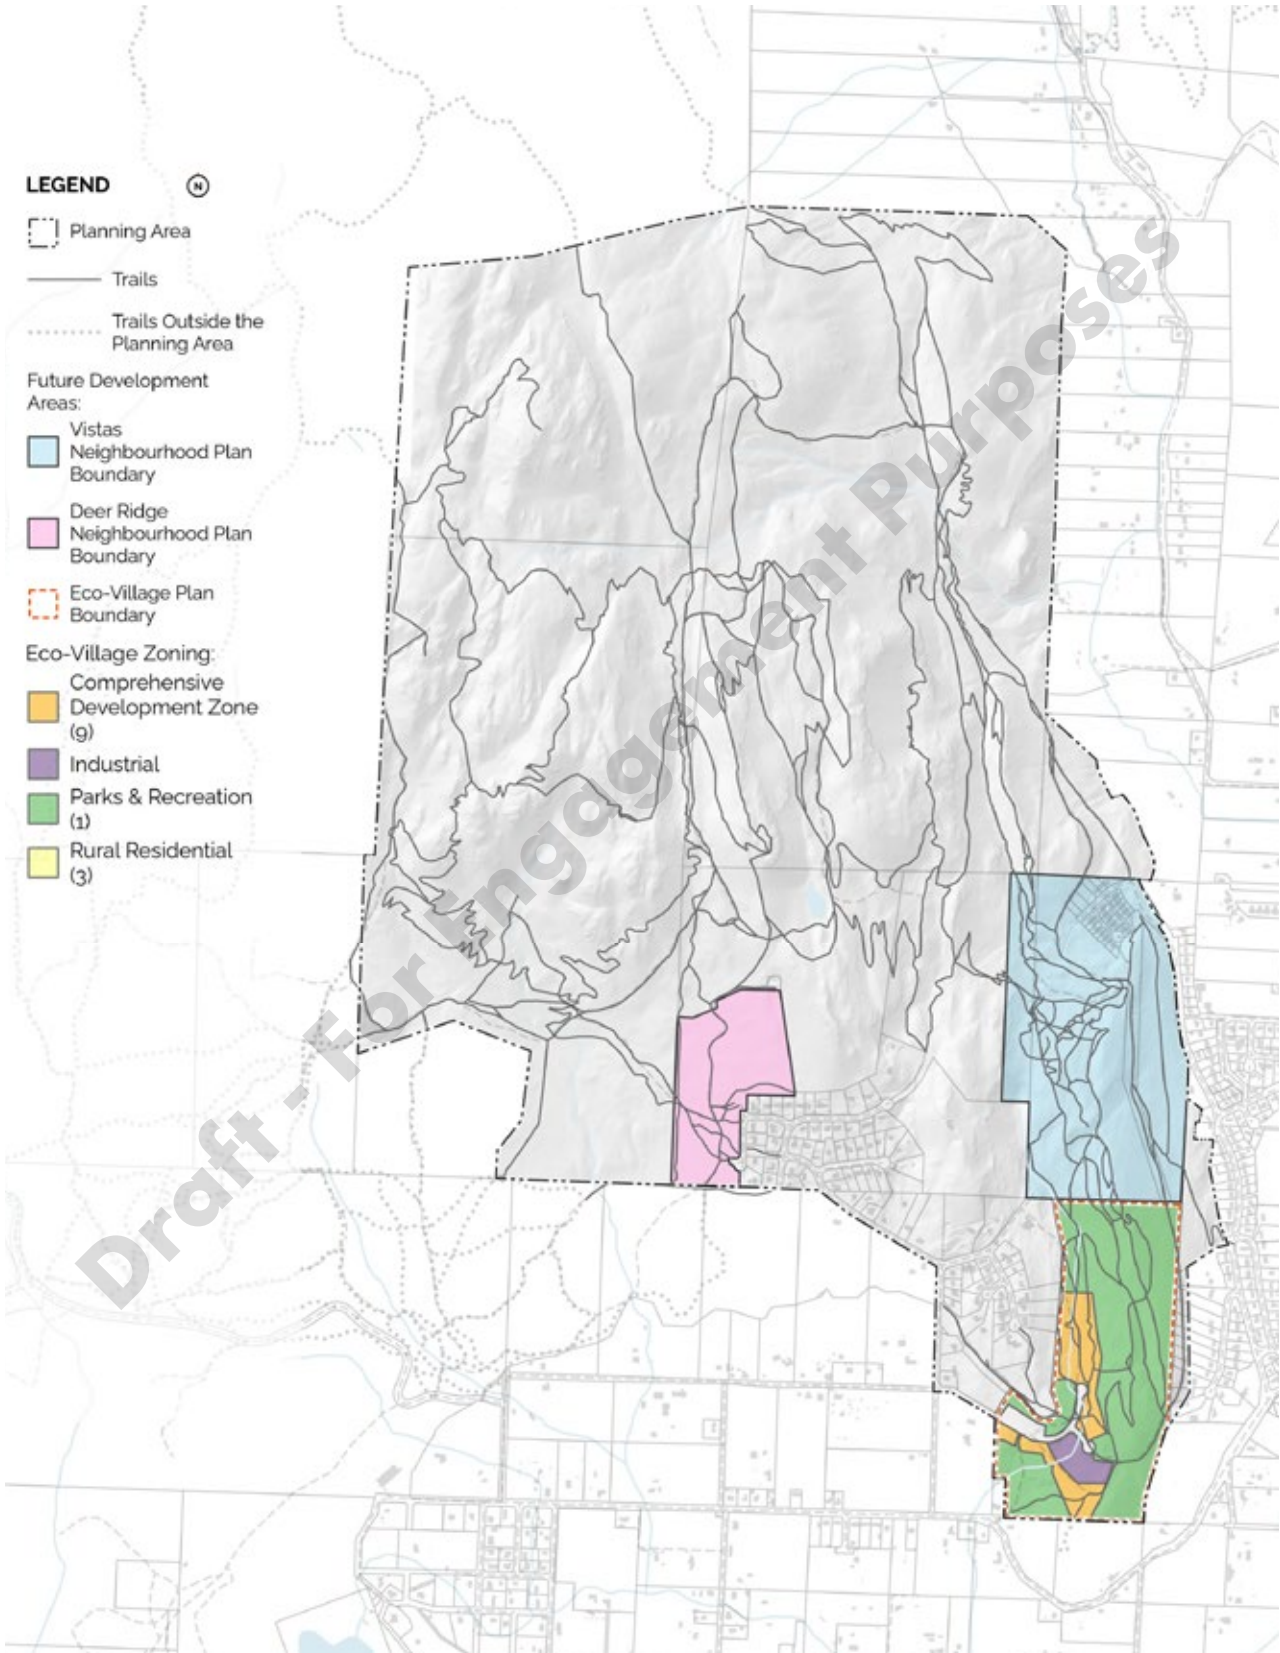 LEGEND
N
Planning Area
Trails
Trails Outside the
Planning Area
Future Development
Areas:
Vistas
Neighbourhood Plan
Boundary
Deer Ridge
Neighbourhood Plan
Boundary
Eco-Village Plan
Boundary
Eco-Village Zoning:
Comprehensive
Development Zone
(9)
Industrial
Parks & Recreation
(1)
Rural Residential
(3)
Draft - For Engagement Purposes